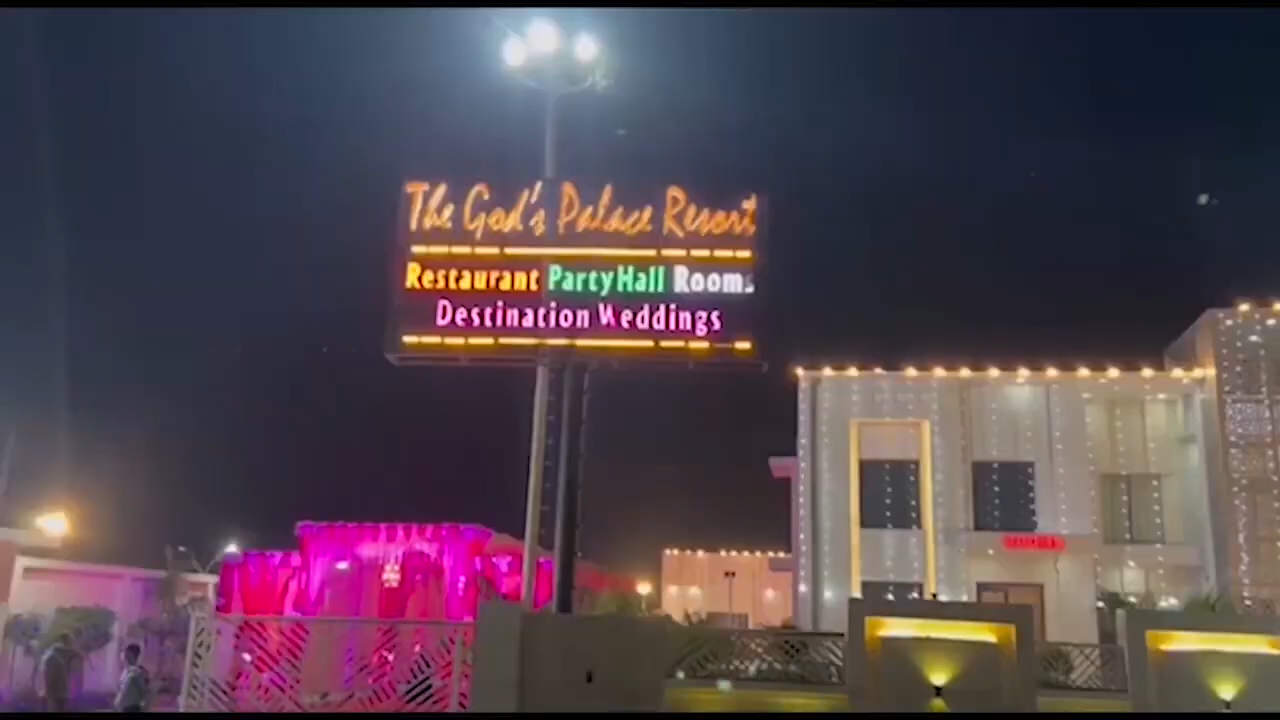 The God's Palace Resort
Restaurant PartyHall Rooms
Destination Weddings